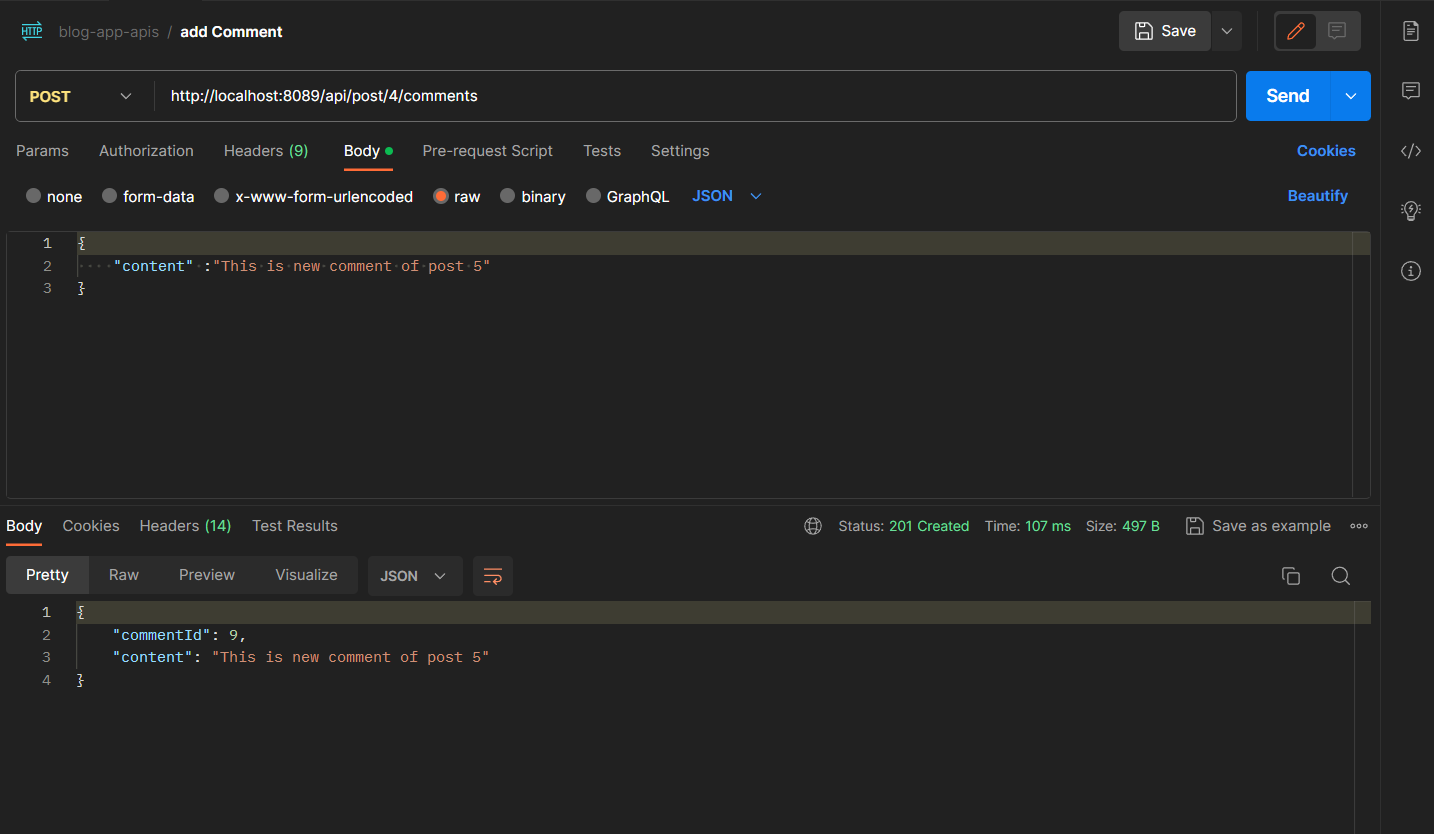 HTTP blog-app-apis / add Comment Save
POST http://localhost:8089/api/post/4/comments Send
Params Authorization Headers (9) Body Pre-request Script Tests Settings Cookies
none form-data x-www-form-urlencoded raw binary GraphQL JSON Beautify
1 {
2 ····"content"·:"This·is·new·comment·of·post·5"
3 }
Body Cookies Headers (14) Test Results Status: 201 Created Time: 107 ms Size: 497 B Save as example
Pretty Raw Preview Visualize JSON
1 {
2 "commentId": 9,
3 "content": "This is new comment of post 5"
4 }